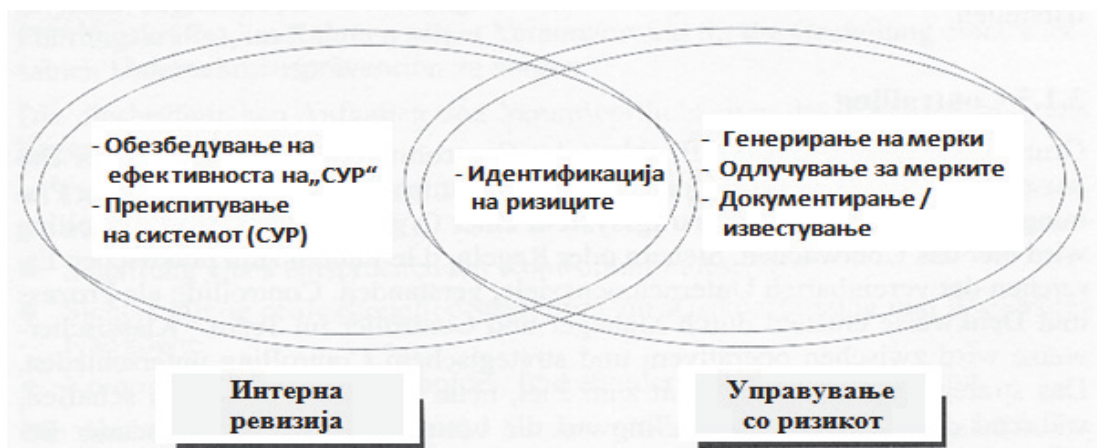 - Обезбедување на
ефективноста на„СУР“
- Преиспитување
на системот (СУР)
- Идентификација
на ризиците
- Генерирање на мерки
- Одлучување за мерките
- Документирање /
известување
Интерна
ревизија
Управување
со ризикот